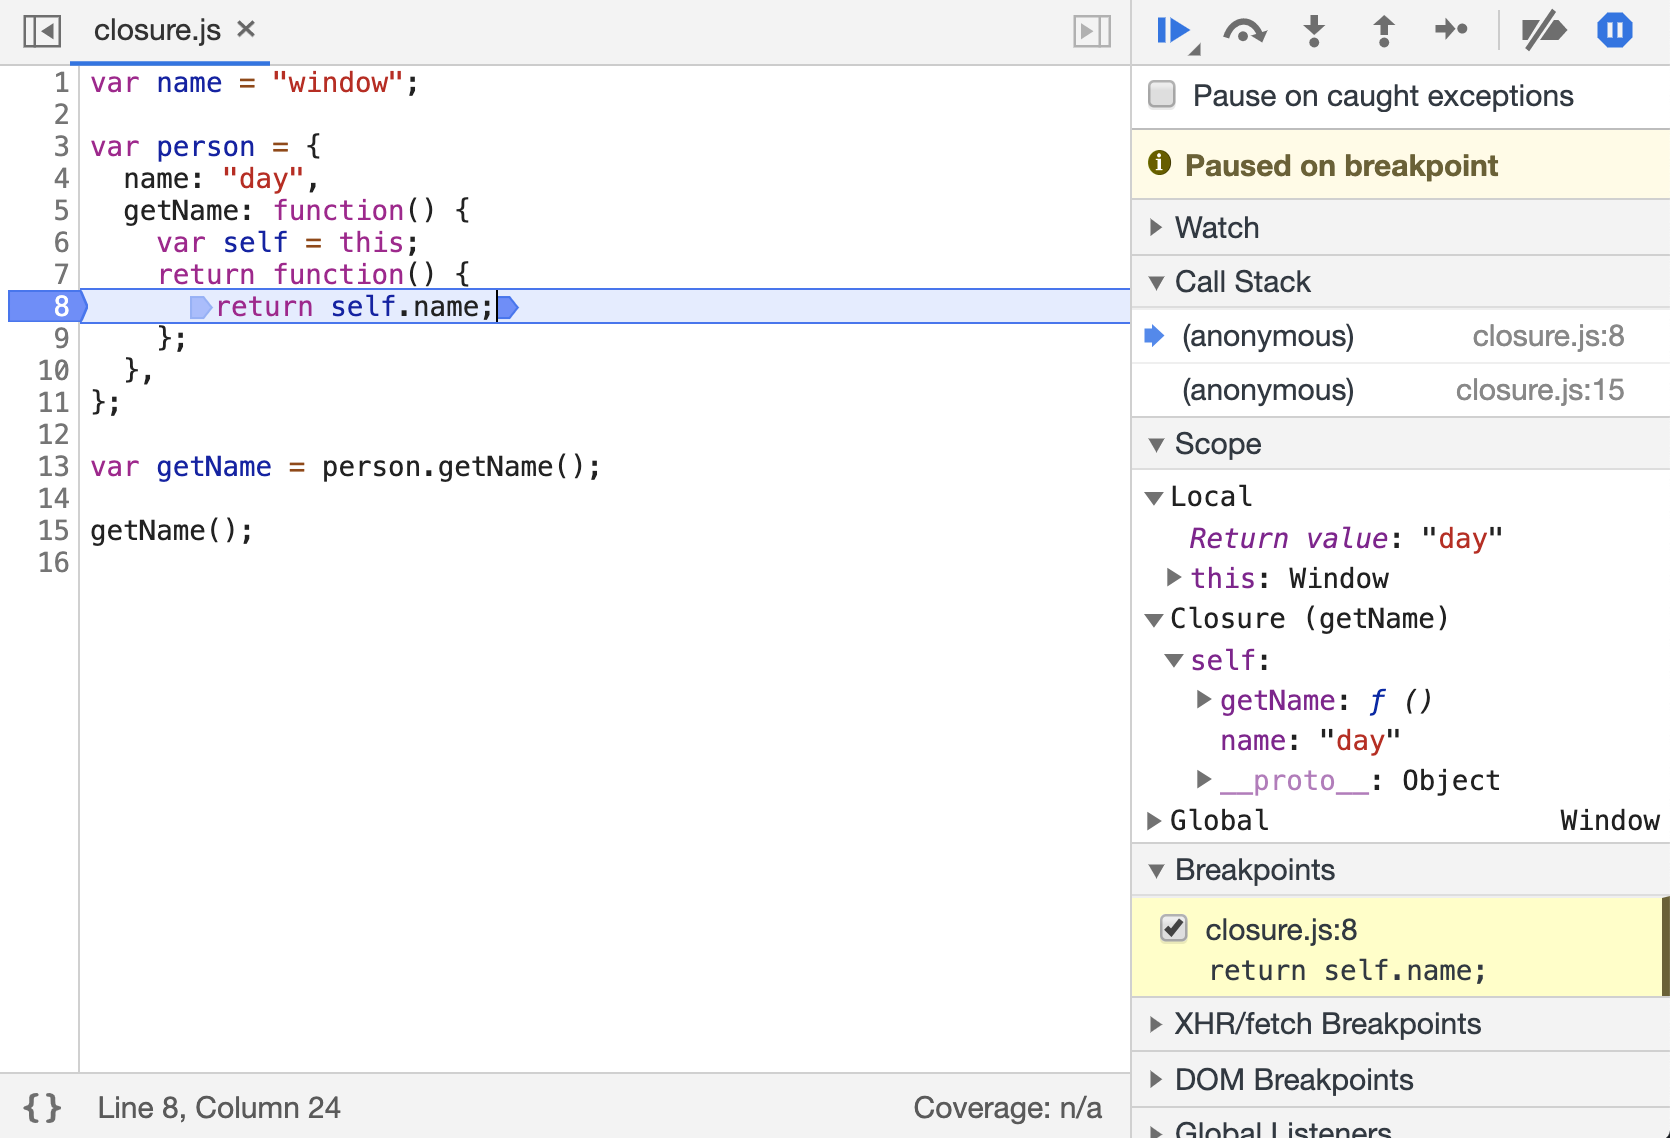 closure.js ✕
1 var name = "window";
2
3 var person = {
4 name: "day",
5 getName: function() {
6 var self = this;
7 return function() {
8 return self.name;
9 };
10 },
11 };
12
13 var getName = person.getName();
14
15 getName();
16
{} Line 8, Column 24 Coverage: n/a
Pause on caught exceptions
Paused on breakpoint
Watch
Call Stack
(anonymous) closure.js:8
(anonymous) closure.js:15
Scope
Local
Return value: "day"
this: Window
Closure (getName)
self:
getName: ƒ ()
name: "day"
__proto__: Object
Global Window
Breakpoints
closure.js:8
return self.name;
XHR/fetch Breakpoints
DOM Breakpoints
Global Listeners